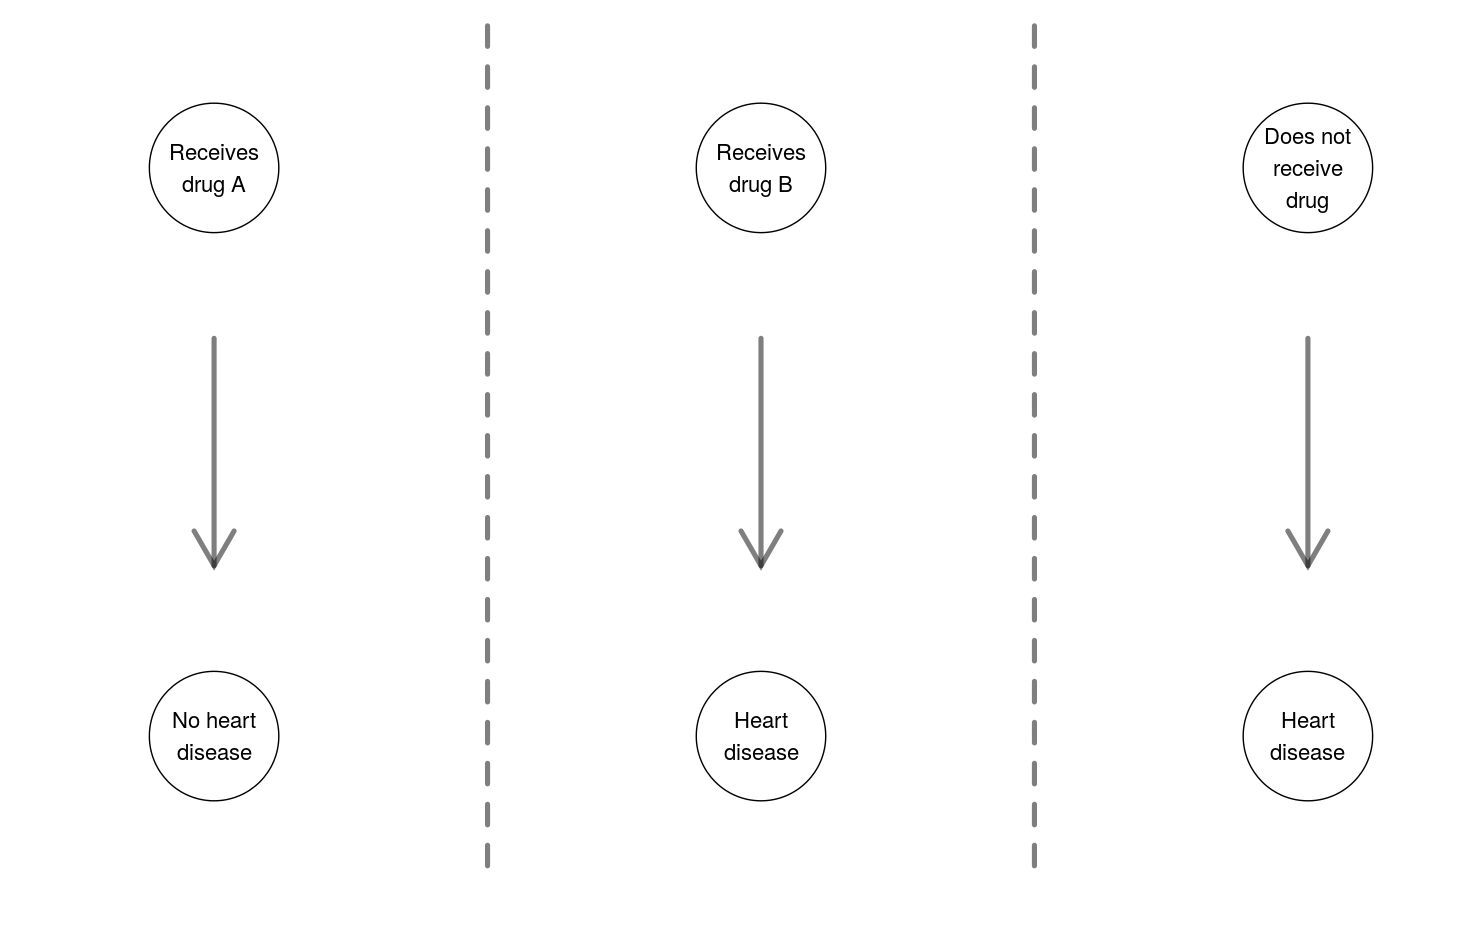 Receives
drug A
Receives
drug B
Does not
receive
drug
No heart
disease
Heart
disease
Heart
disease